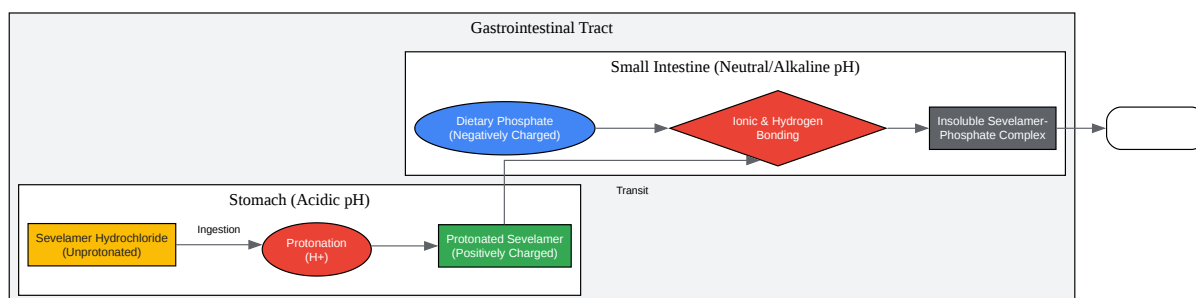 Gastrointestinal Tract
Small Intestine (Neutral/Alkaline pH)
Dietary Phosphate
(Negatively Charged)
Ionic & Hydrogen
Bonding
Insoluble Sevelamer-
Phosphate Complex
Transit
Stomach (Acidic pH)
Sevelamer Hydrochloride
(Unprotonated)
Ingestion
Protonation
(H+)
Protonated Sevelamer
(Positively Charged)